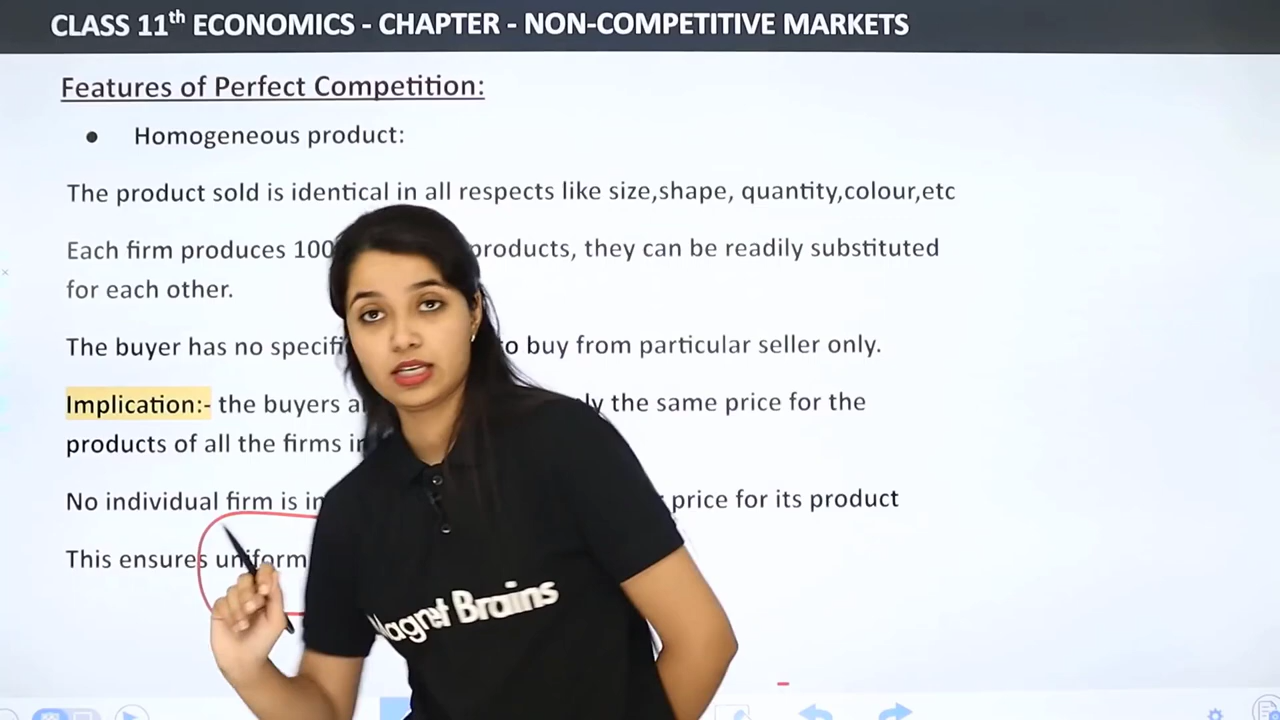 CLASS 11th ECONOMICS - CHAPTER - NON-COMPETITIVE MARKETS
Features of Perfect Competition:
● Homogeneous product:
The product sold is identical in all respects like size,shape, quantity,colour,etc
Each firm produces 100 products, they can be readily substituted
for each other.
The buyer has no to buy from particular seller only.
Implication:- the buyers the same price for the
products of all the firms
No individual firm is price for its product
This ensures uniform
Magnet Brains